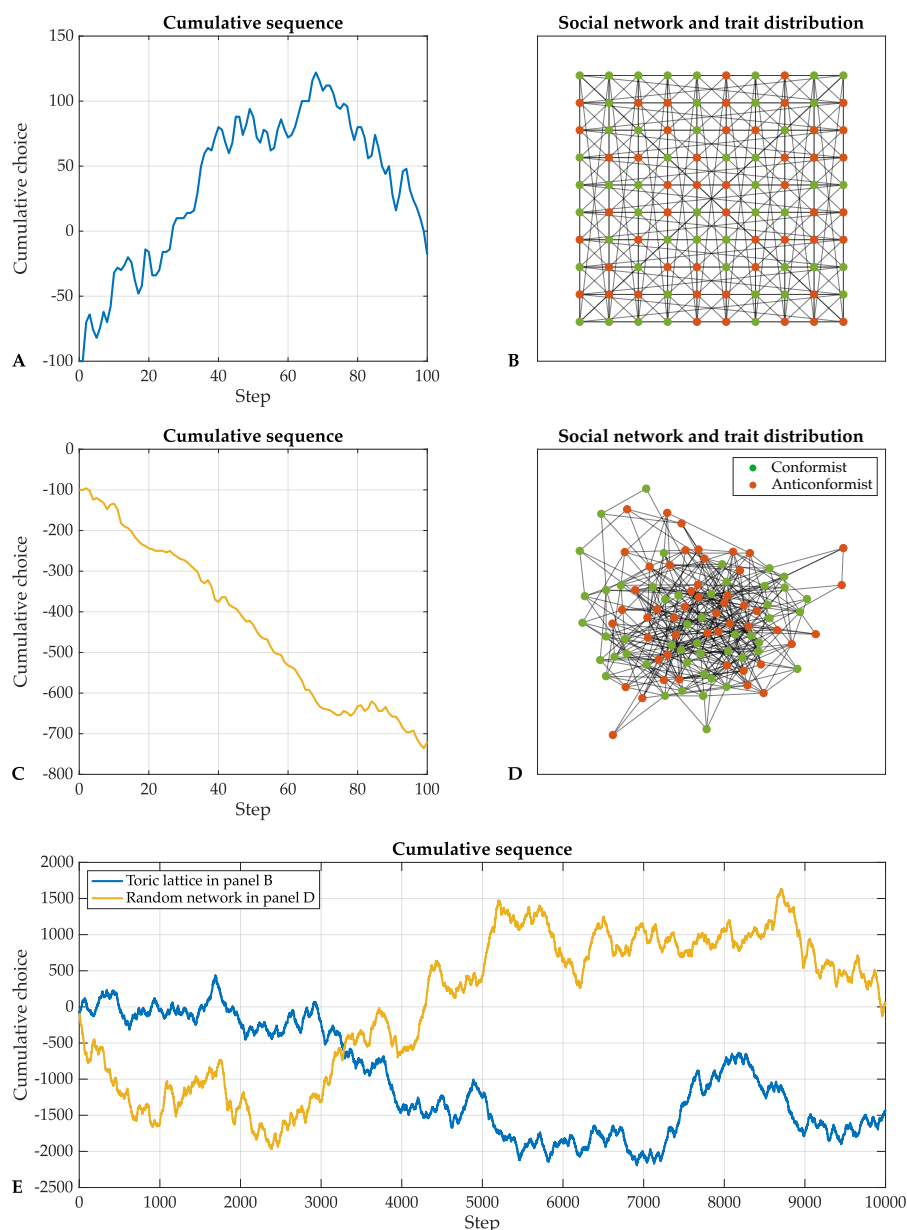 Cumulative sequence
150
100
50
0
-50
-100
0 20 40 60 80 100
Cumulative choice
Step
A
Social network and trait distribution
B
Cumulative sequence
0
-100
-200
-300
-400
-500
-600
-700
-800
0 20 40 60 80 100
Cumulative choice
Step
C
Social network and trait distribution
Conformist
Anticonformist
D
Cumulative sequence
2000
1500
1000
500
0
-500
-1000
-1500
-2000
-2500
0 1000 2000 3000 4000 5000 6000 7000 8000 9000 10000
Cumulative choice
Toric lattice in panel B
Random network in panel D
Step
E